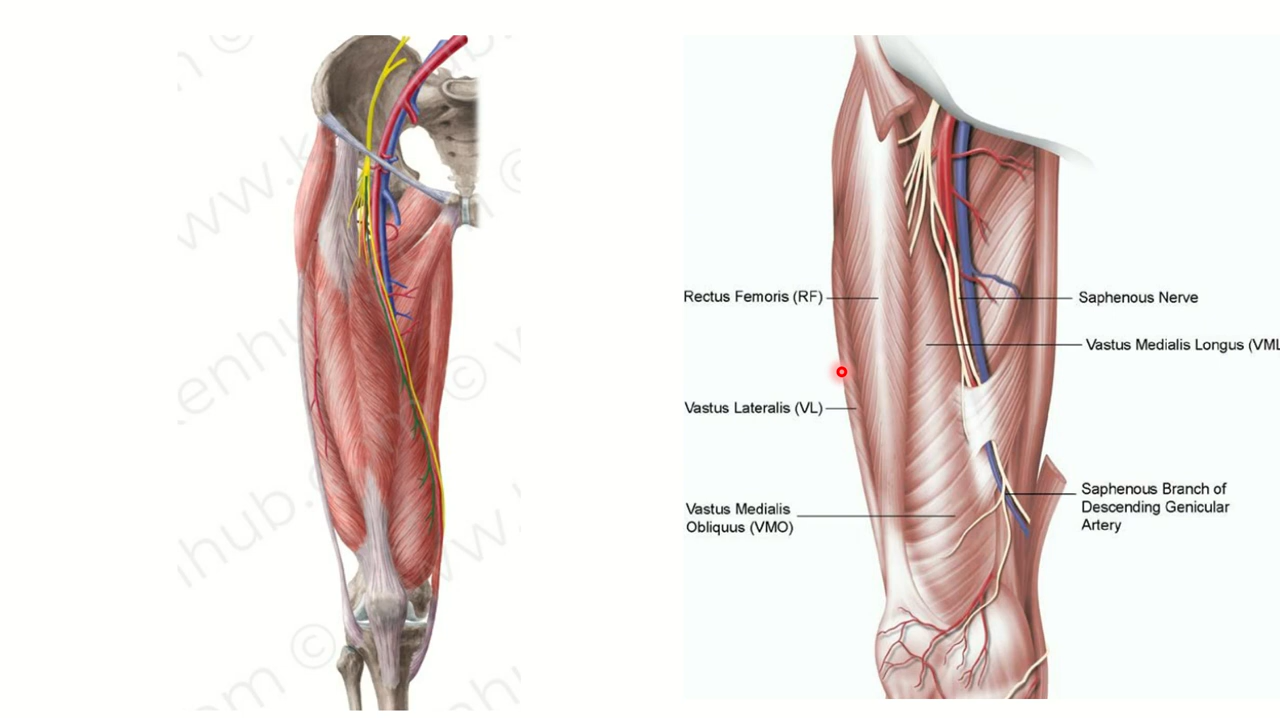 Rectus Femoris (RF)
Saphenous Nerve
Vastus Medialis Longus (VML
Vastus Lateralis (VL)
Vastus Medialis
Obliquus (VMO)
Saphenous Branch of
Descending Genicular
Artery